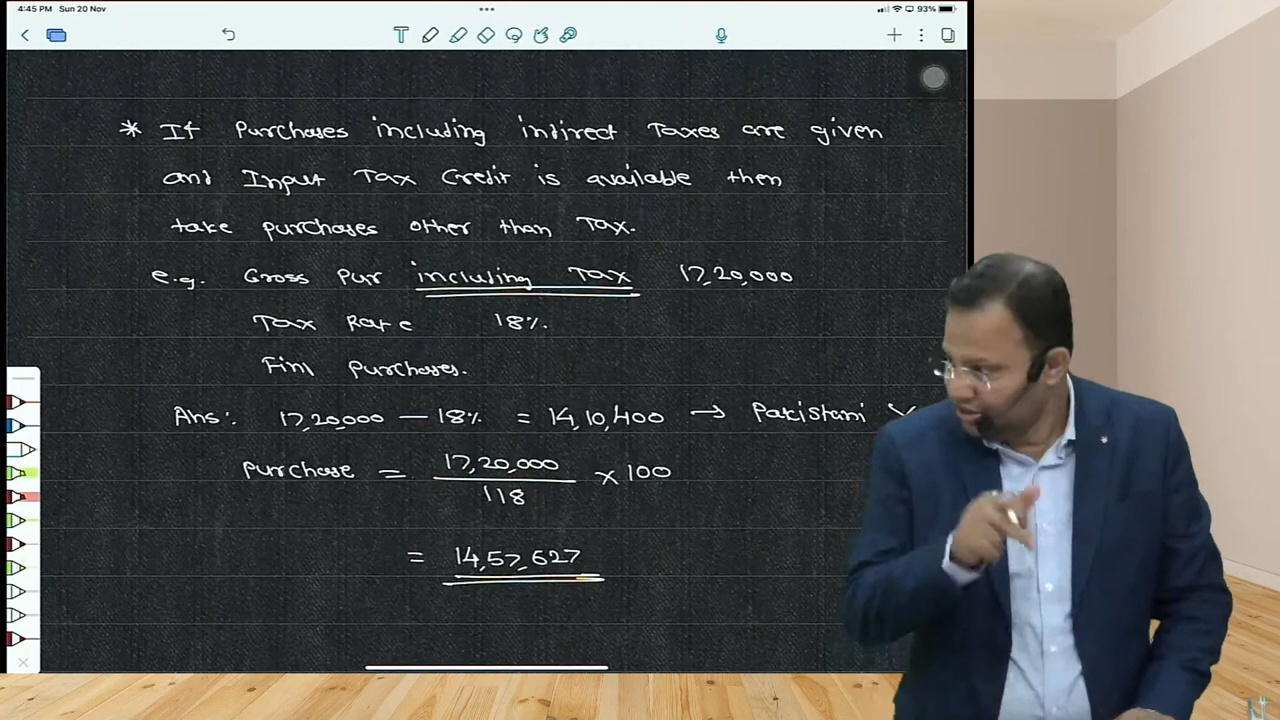 4:45 PM Sun 20 Nov
93%
* If Purchases including indirect Taxes are given
and Input Tax Credit is available then
take purchases other than Tax.
e.g. Gross Pur including Tax 17,20,000
Tax Rate 18%.
Find Purchases.
Ans: 17,20,000 — 18% = 14,10,400 → Pakistani
Purchase = 17,20,000 / 118 × 100
= 14,57,627